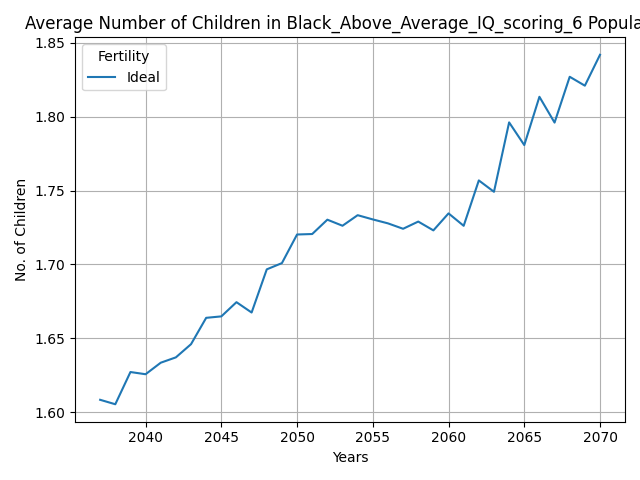 Average Number of Children in Black_Above_Average_IQ_scoring_6 Popula
Fertility
Ideal
No. of Children
1.85
1.80
1.75
1.70
1.65
1.60
2040 2045 2050 2055 2060 2065 2070
Years